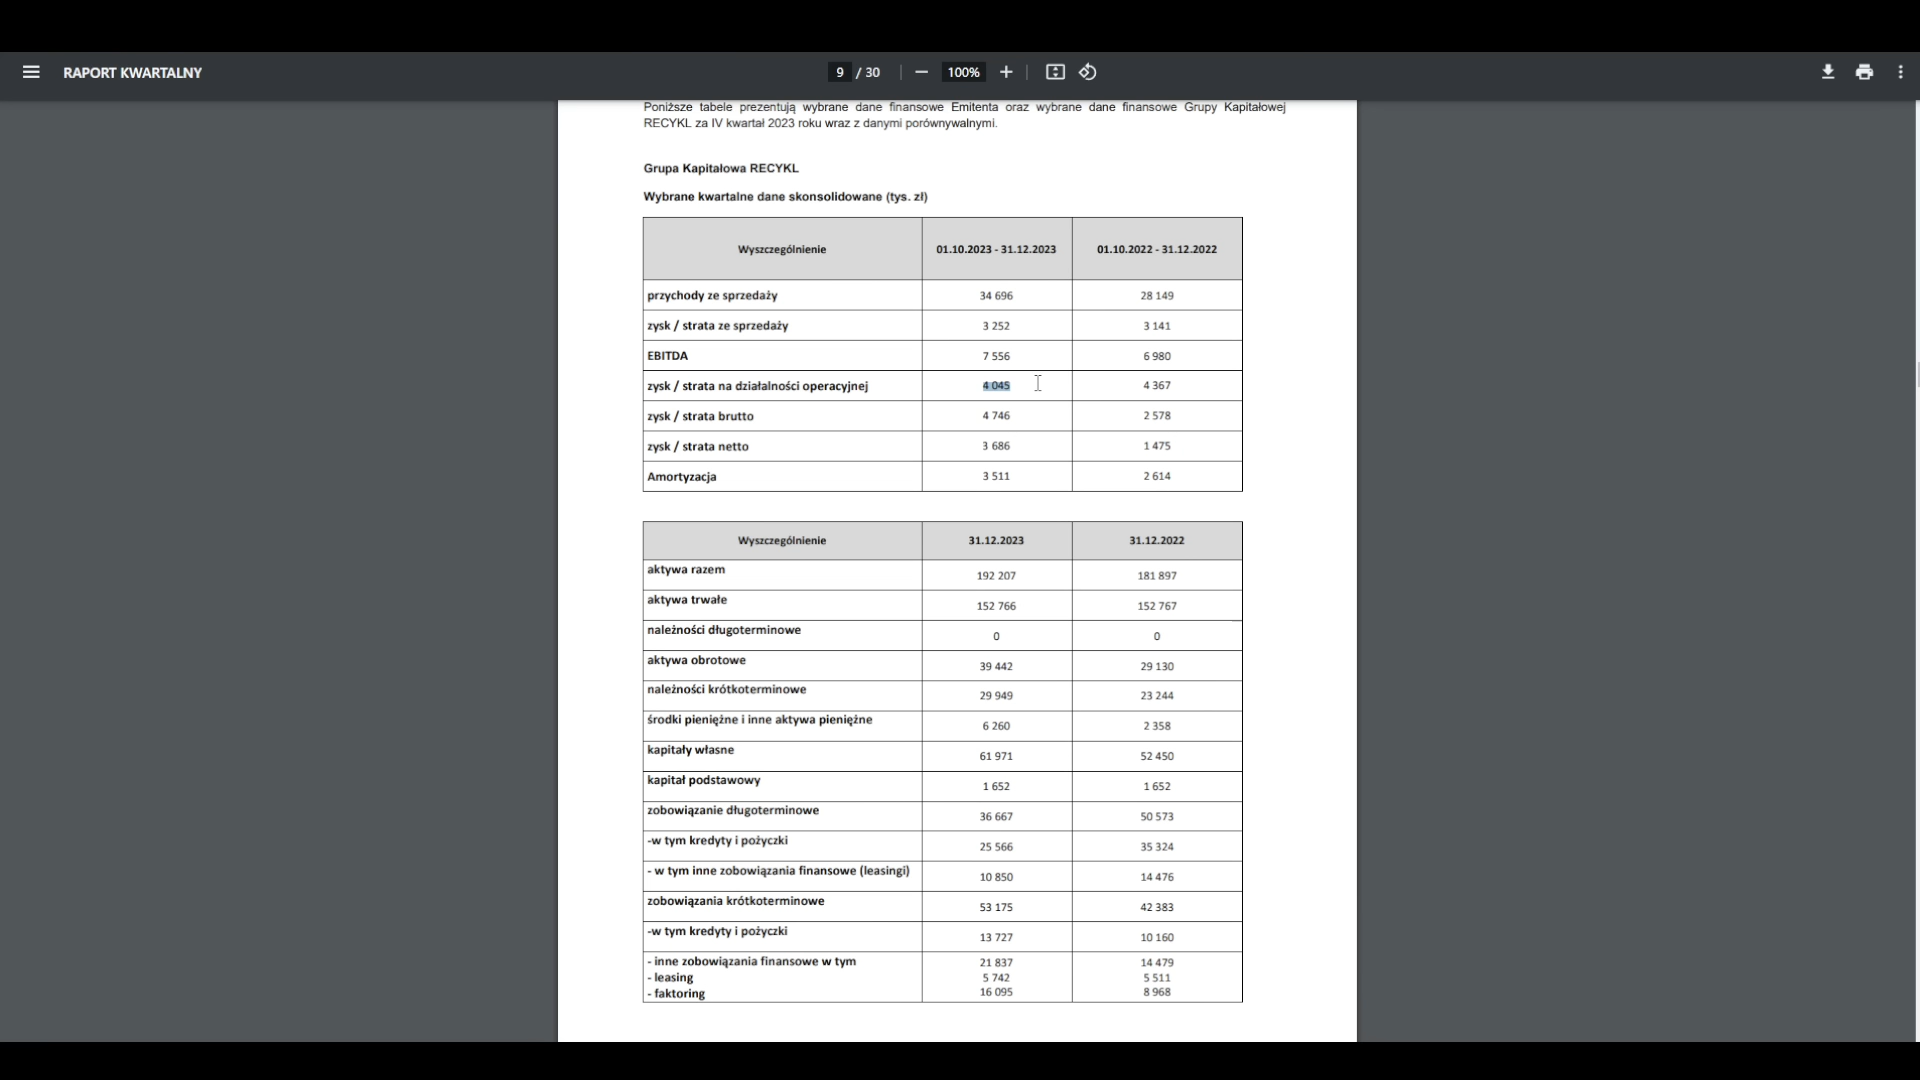 RAPORT KWARTALNY
9 / 30
100%
Poniższe tabele prezentują wybrane dane finansowe Emitenta oraz wybrane dane finansowe Grupy Kapitałowej
RECYKL za IV kwartał 2023 roku wraz z danymi porównywalnymi.
Grupa Kapitałowa RECYKL
Wybrane kwartalne dane skonsolidowane (tys. zł)
Wyszczególnienie 01.10.2023 - 31.12.2023 01.10.2022 - 31.12.2022
przychody ze sprzedaży 34 696 28 149
zysk / strata ze sprzedaży 3 252 3 141
EBITDA 7 556 6 980
zysk / strata na działalności operacyjnej 4 045 4 367
zysk / strata brutto 4 746 2 578
zysk / strata netto 3 686 1 475
Amortyzacja 3 511 2 614
Wyszczególnienie 31.12.2023 31.12.2022
aktywa razem 192 207 181 897
aktywa trwałe 152 766 152 767
należności długoterminowe 0 0
aktywa obrotowe 39 442 29 130
należności krótkoterminowe 29 949 23 244
środki pieniężne i inne aktywa pieniężne 6 260 2 358
kapitały własne 61 971 52 450
kapitał podstawowy 1 652 1 652
zobowiązanie długoterminowe 36 667 50 573
-w tym kredyty i pożyczki 25 566 35 324
- w tym inne zobowiązania finansowe (leasingi) 10 850 14 476
zobowiązania krótkoterminowe 53 175 42 383
-w tym kredyty i pożyczki 13 727 10 160
- inne zobowiązania finansowe w tym 21 837 14 479
- leasing 5 742 5 511
- faktoring 16 095 8 968